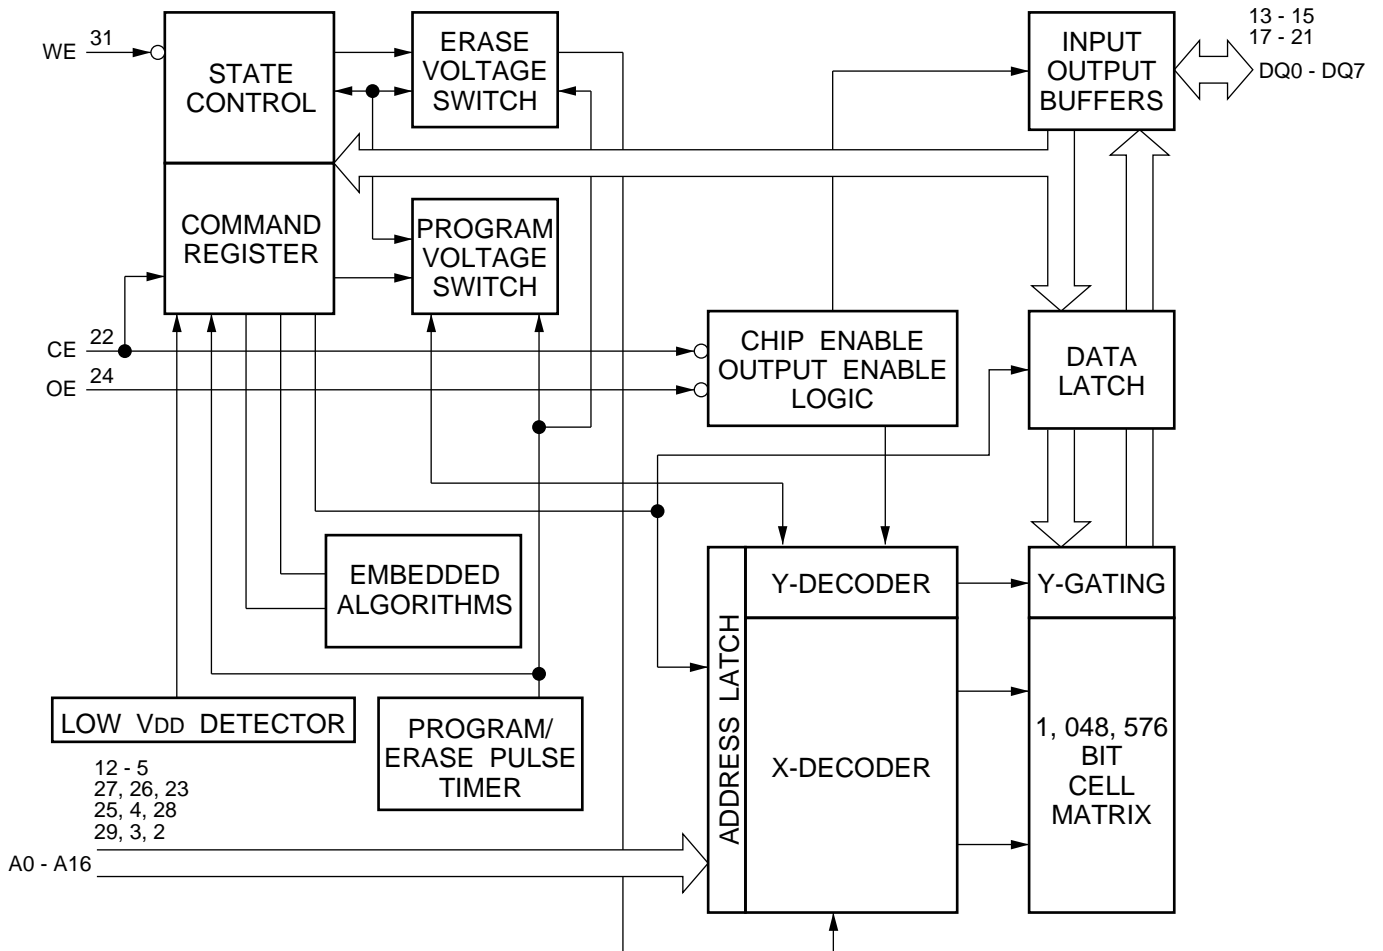 WE
31
STATE
CONTROL
ERASE
VOLTAGE
SWITCH
INPUT
OUTPUT
BUFFERS
13 - 15
17 - 21
DQ0 - DQ7
COMMAND
REGISTER
PROGRAM
VOLTAGE
SWITCH
CE
22
OE
24
CHIP ENABLE
OUTPUT ENABLE
LOGIC
DATA
LATCH
EMBEDDED
ALGORITHMS
ADDRESS LATCH
Y-DECODER
Y-GATING
LOW VDD DETECTOR
PROGRAM/
ERASE PULSE
TIMER
X-DECODER
1, 048, 576
BIT
CELL
MATRIX
12 - 5
27, 26, 23
25, 4, 28
29, 3, 2
A0 - A16